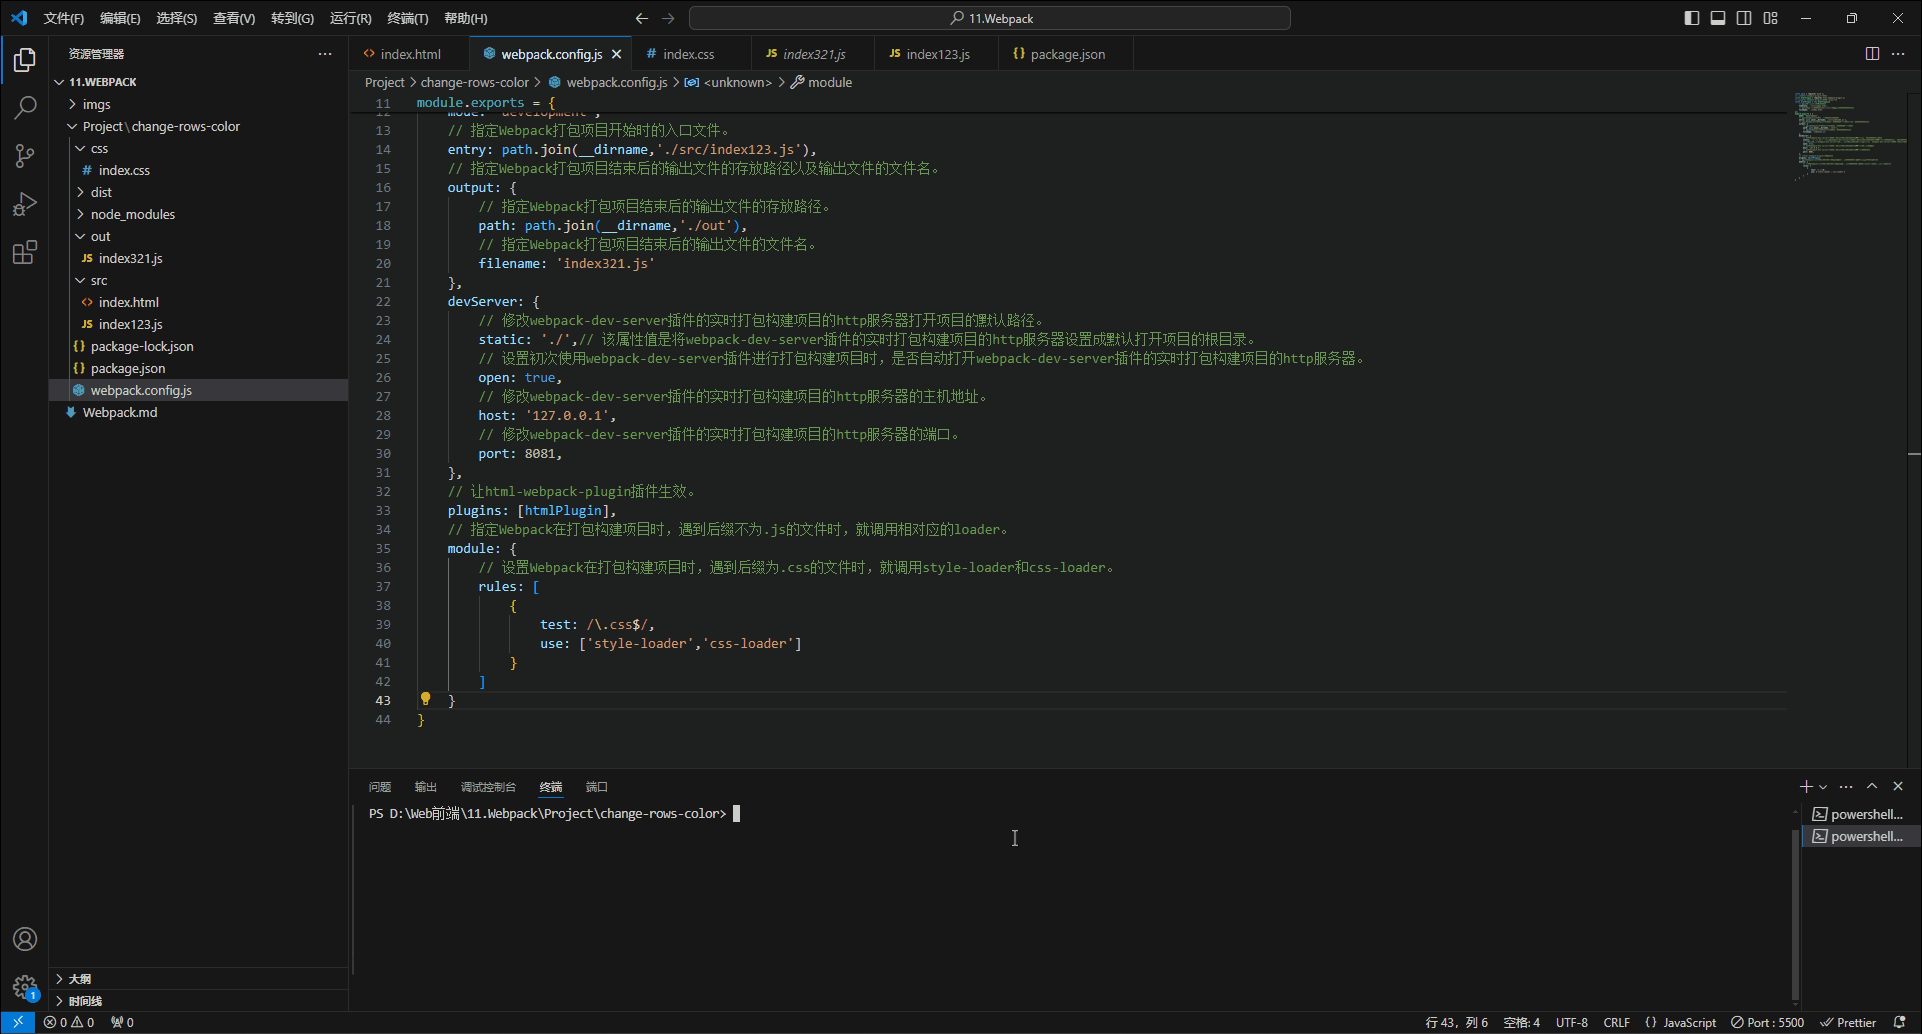 文件(F) 编辑(E) 选择(S) 查看(V) 转到(G) 运行(R) 终端(T) 帮助(H)
11.Webpack
资源管理器
11.WEBPACK
imgs
Project\change-rows-color
css
# index.css
dist
node_modules
out
JS index321.js
src
<> index.html
JS index123.js
{} package-lock.json
{} package.json
webpack.config.js
Webpack.md
大纲
时间线
<> index.html
webpack.config.js
# index.css
JS index321.js
JS index123.js
{} package.json
Project > change-rows-color > webpack.config.js > <unknown> > module
11 module.exports = {
12 mode: 'development',
13 // 指定Webpack打包项目开始时的入口文件。
14 entry: path.join(__dirname,'./src/index123.js'),
15 // 指定Webpack打包项目结束后的输出文件的存放路径以及输出文件的文件名。
16 output: {
17 // 指定Webpack打包项目结束后的输出文件的存放路径。
18 path: path.join(__dirname,'./out'),
19 // 指定Webpack打包项目结束后的输出文件的文件名。
20 filename: 'index321.js'
21 },
22 devServer: {
23 // 修改webpack-dev-server插件的实时打包构建项目的http服务器打开项目的默认路径。
24 static: './',// 该属性值是将webpack-dev-server插件的实时打包构建项目的http服务器设置成默认打开项目的根目录。
25 // 设置初次使用webpack-dev-server插件进行打包构建项目时，是否自动打开webpack-dev-server插件的实时打包构建项目的http服务器。
26 open: true,
27 // 修改webpack-dev-server插件的实时打包构建项目的http服务器的主机地址。
28 host: '127.0.0.1',
29 // 修改webpack-dev-server插件的实时打包构建项目的http服务器的端口。
30 port: 8081,
31 },
32 // 让html-webpack-plugin插件生效。
33 plugins: [htmlPlugin],
34 // 指定Webpack在打包构建项目时，遇到后缀不为.js的文件时，就调用相对应的loader。
35 module: {
36 // 设置Webpack在打包构建项目时，遇到后缀为.css的文件时，就调用style-loader和css-loader。
37 rules: [
38 {
39 test: /\.css$/,
40 use: ['style-loader','css-loader']
41 }
42 ]
43 }
44 }
问题 输出 调试控制台 终端 端口
PS D:\Web前端\11.Webpack\Project\change-rows-color>
powershell...
powershell...
1
0 0 0
行 43，列 6 空格: 4 UTF-8 CRLF {} JavaScript Port : 5500 Prettier